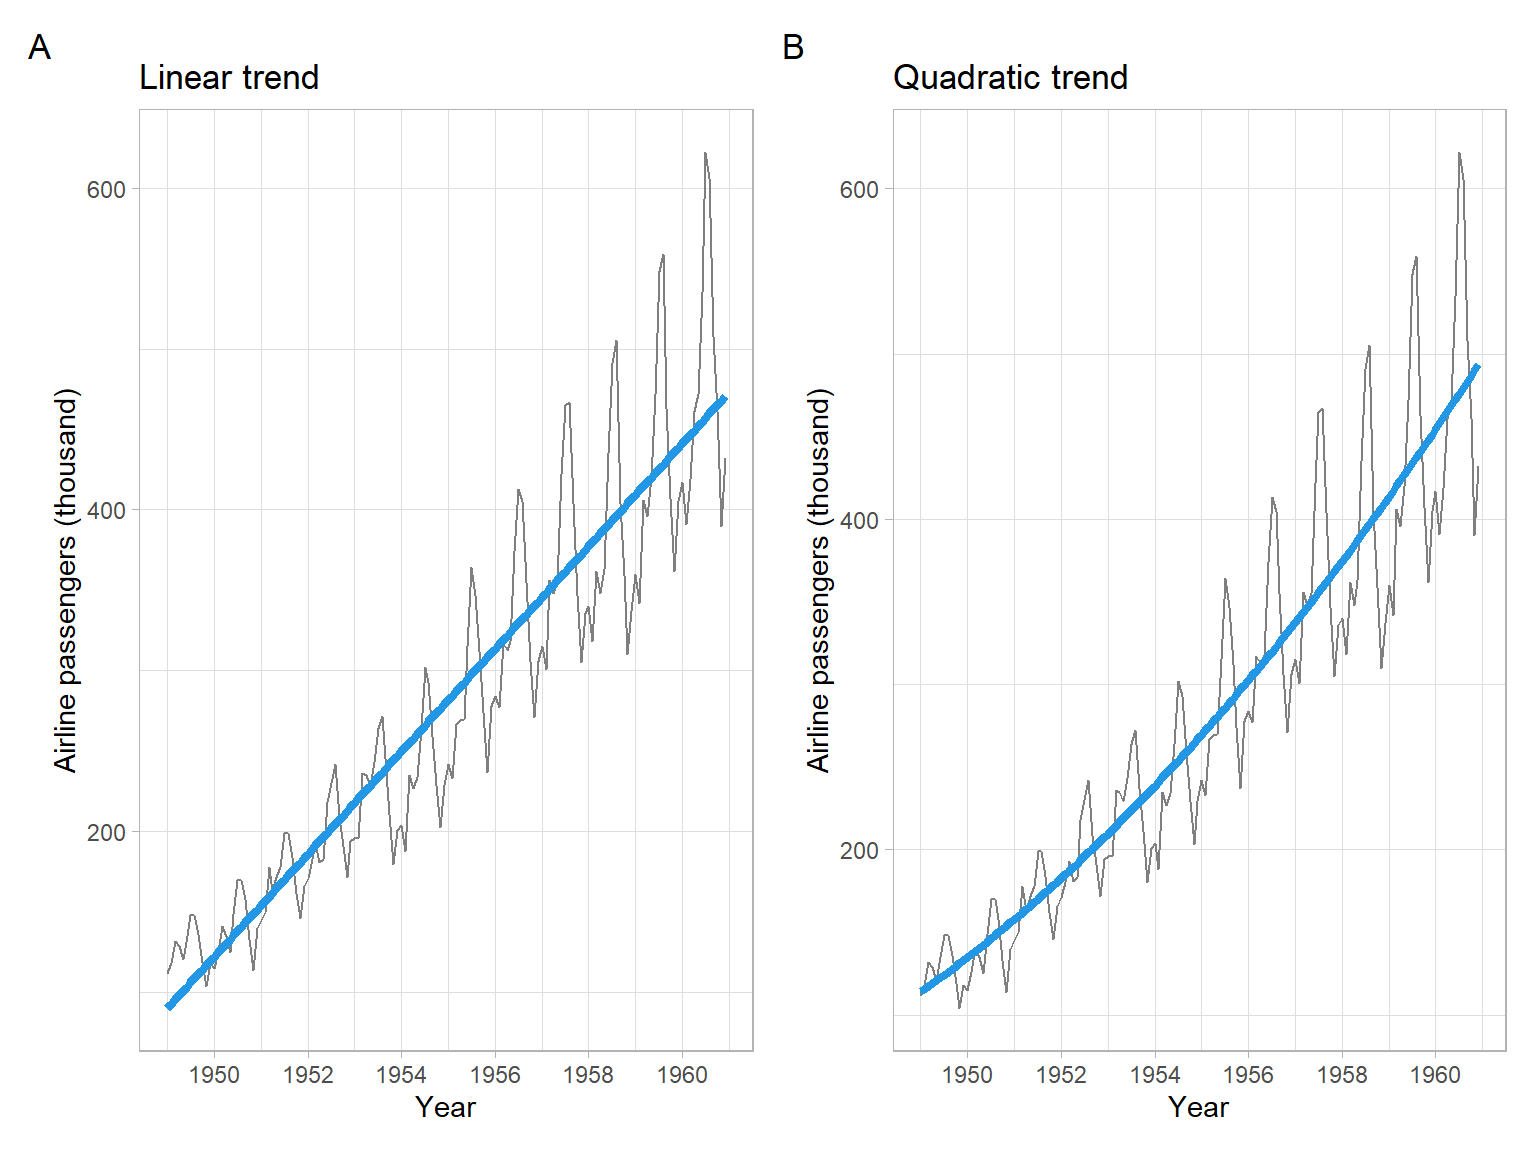 A
Linear trend
Airline passengers (thousand)
600
400
200
1950 1952 1954 1956 1958 1960
Year
B
Quadratic trend
Airline passengers (thousand)
600
400
200
1950 1952 1954 1956 1958 1960
Year